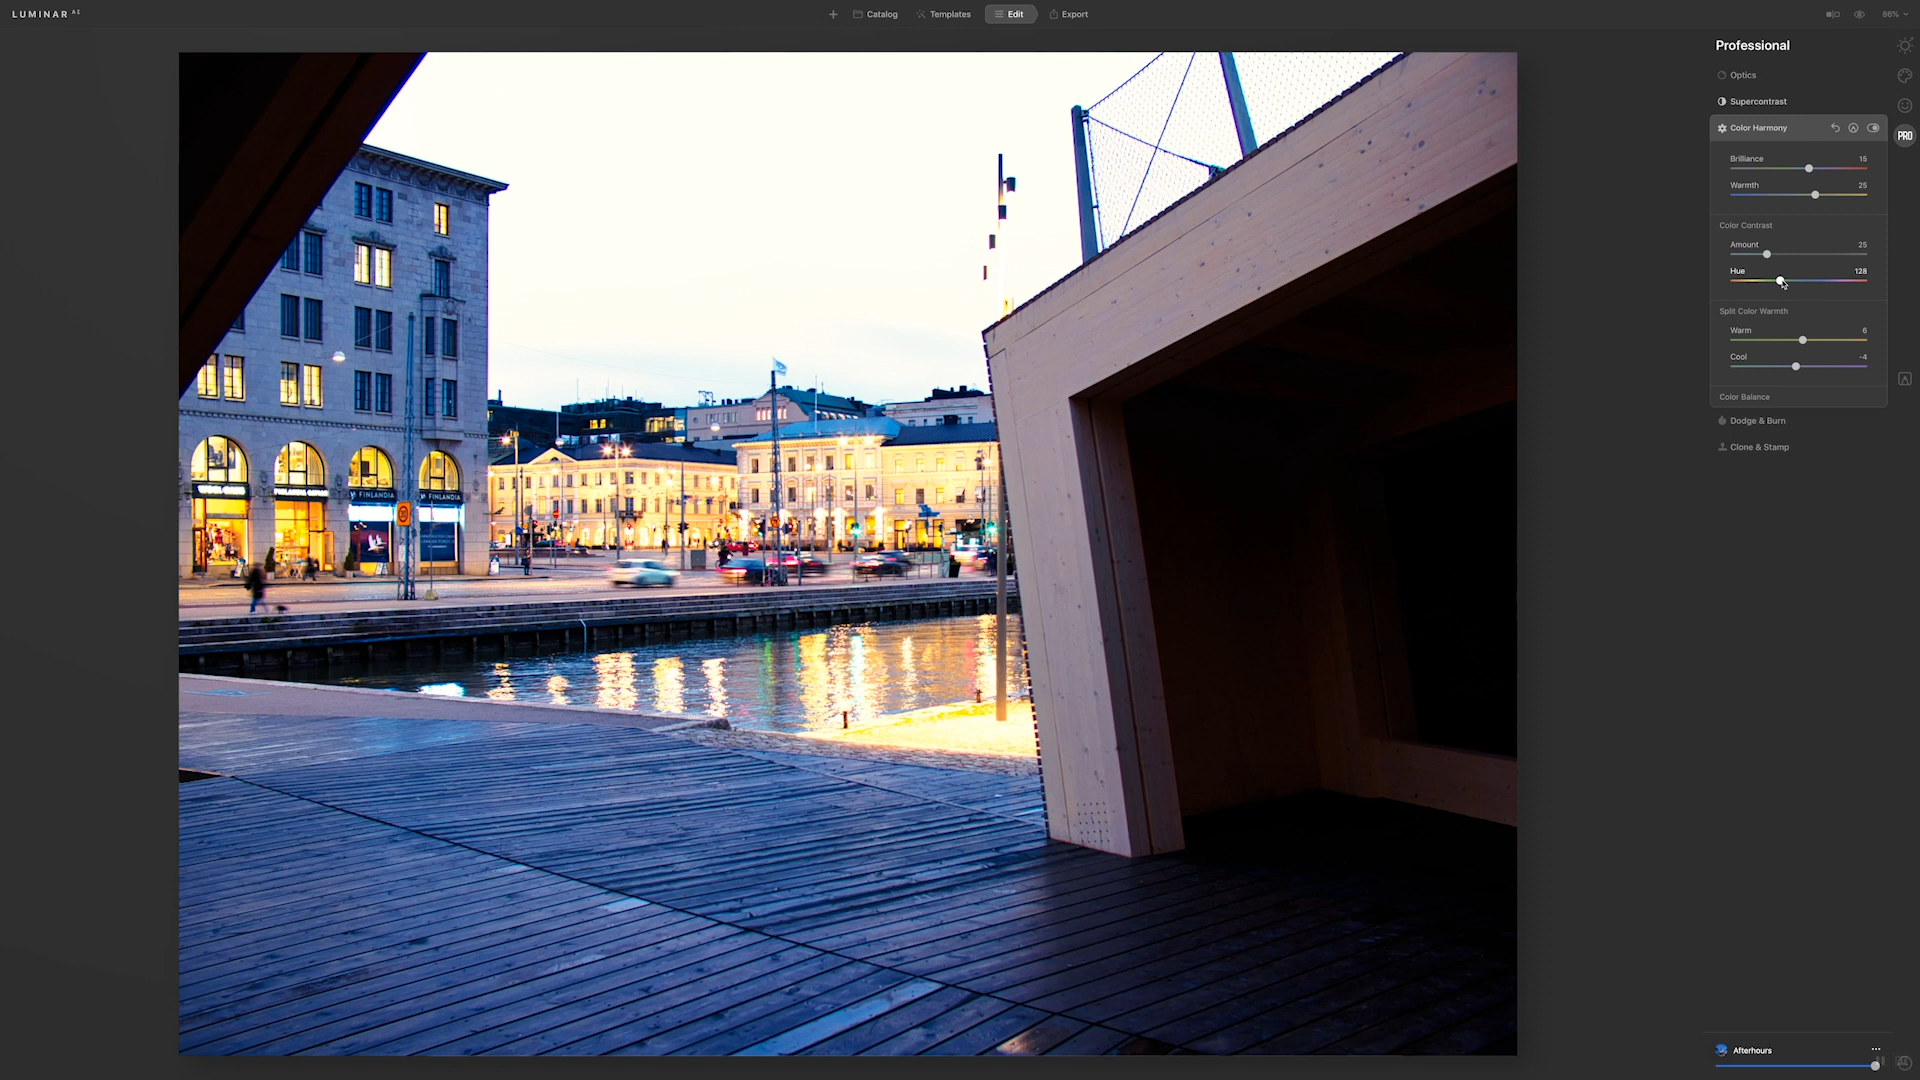 LUMINAR AI
Catalog
Templates
Edit
Export
86%
Professional
Optics
Supercontrast
Color Harmony
PRO
Brilliance 15
Warmth 25
Color Contrast
Amount 25
Hue 128
Split Color Warmth
Warm 6
Cool -4
Color Balance
Dodge & Burn
Clone & Stamp
FINLANDIA
FINLANDIA
Afterhours